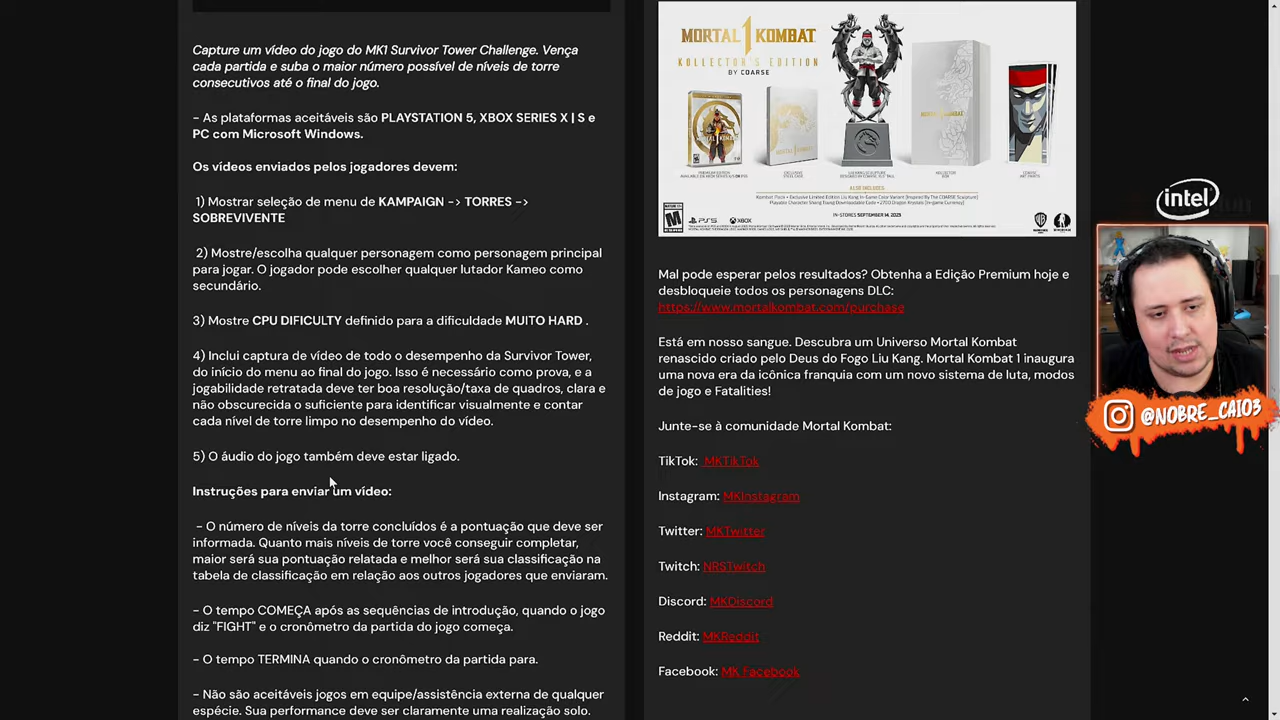 Capture um vídeo do jogo do MK1 Survivor Tower Challenge. Vença
cada partida e suba o maior número possível de níveis de torre
consecutivos até o final do jogo.
- As plataformas aceitáveis são PLAYSTATION 5, XBOX SERIES X | S e
PC com Microsoft Windows.
Os vídeos enviados pelos jogadores devem:
1) Mostrar seleção de menu de KAMPAIGN -> TORRES ->
2) Mostre/escolha qualquer personagem como personagem principal
para jogar. O jogador pode escolher qualquer lutador Kameo como
secundário.
3) Mostre CPU DIFICULTY definido para a dificuldade MUITO HARD .
4) Inclui captura de vídeo de todo o desempenho da Survivor Tower,
do início do menu ao final do jogo. Isso é necessário como prova, e a
jogabilidade retratada deve ter boa resolução/taxa de quadros, clara e
não obscurecida o suficiente para identificar visualmente e contar
cada nível de torre limpo no desempenho do vídeo.
5) O áudio do jogo também deve estar ligado.
Instruções para enviar um vídeo:
- O número de níveis da torre concluídos é a pontuação que deve ser
informada. Quanto mais níveis de torre você conseguir completar,
maior será sua pontuação relatada e melhor será sua classificação na
tabela de classificação em relação aos outros jogadores que enviaram.
- O tempo COMEÇA após as sequências de introdução, quando o jogo
diz "FIGHT" e o cronômetro da partida do jogo começa.
- O tempo TERMINA quando o cronômetro da partida para.
- Não são aceitáveis jogos em equipe/assistência externa de qualquer
espécie. Sua performance deve ser claramente uma realização solo.
MORTAL KOMBAT 1
KOLLECTOR'S EDITION
BY COARSE
MORTAL KOMBAT
ALSO INCLUDES:
PS5 XBOX
IN-STORES SEPTEMBER 14, 2023
Mal pode esperar pelos resultados? Obtenha a Edição Premium hoje e
desbloqueie todos os personagens DLC:
https://www.mortalkombat.com/purchase
Está em nosso sangue. Descubra um Universo Mortal Kombat
renascido criado pelo Deus do Fogo Liu Kang. Mortal Kombat 1 inaugura
uma nova era da icônica franquia com um novo sistema de luta, modos
de jogo e Fatalities!
Junte-se à comunidade Mortal Kombat:
TikTok: MKTikTok
Instagram: MKInstagram
Twitter: MKTwitter
Twitch: NRSTwitch
Discord: MKDiscord
Reddit: MKReddit
Facebook: MK Facebook
intel
@NOBRE_CAIO3